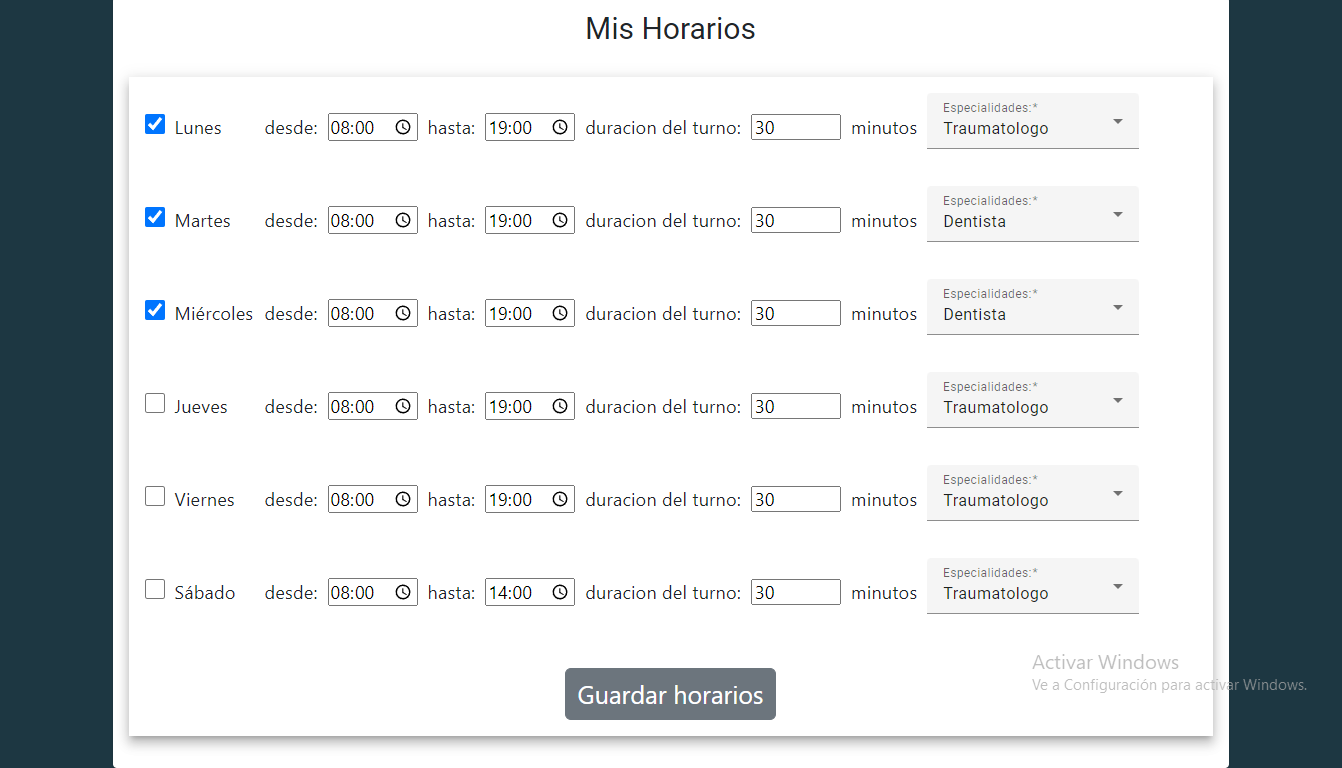 Mis Horarios
Lunes desde: 08:00 hasta: 19:00 duracion del turno: 30 minutos Especialidades:* Traumatologo
Martes desde: 08:00 hasta: 19:00 duracion del turno: 30 minutos Especialidades:* Dentista
Miércoles desde: 08:00 hasta: 19:00 duracion del turno: 30 minutos Especialidades:* Dentista
Jueves desde: 08:00 hasta: 19:00 duracion del turno: 30 minutos Especialidades:* Traumatologo
Viernes desde: 08:00 hasta: 19:00 duracion del turno: 30 minutos Especialidades:* Traumatologo
Sábado desde: 08:00 hasta: 14:00 duracion del turno: 30 minutos Especialidades:* Traumatologo
Guardar horarios
Activar Windows
Ve a Configuración para activar Windows.